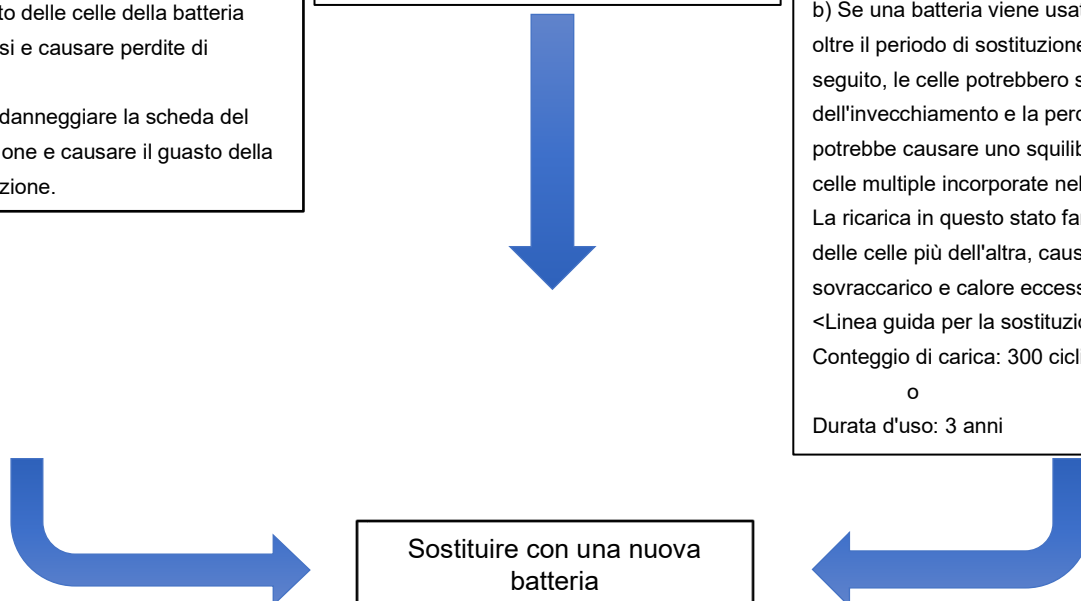 to delle celle della batteria
si e causare perdite di
danneggiare la scheda del
one e causare il guasto della
zione.
b) Se una batteria viene usat
oltre il periodo di sostituzione
seguito, le celle potrebbero s
dell'invecchiamento e la perd
potrebbe causare uno squilib
celle multiple incorporate nel
La ricarica in questo stato far
delle celle più dell'altra, caus
sovraccarico e calore eccess
<Linea guida per la sostituzio
Conteggio di carica: 300 cicli
o
Durata d'uso: 3 anni
Sostituire con una nuova
batteria